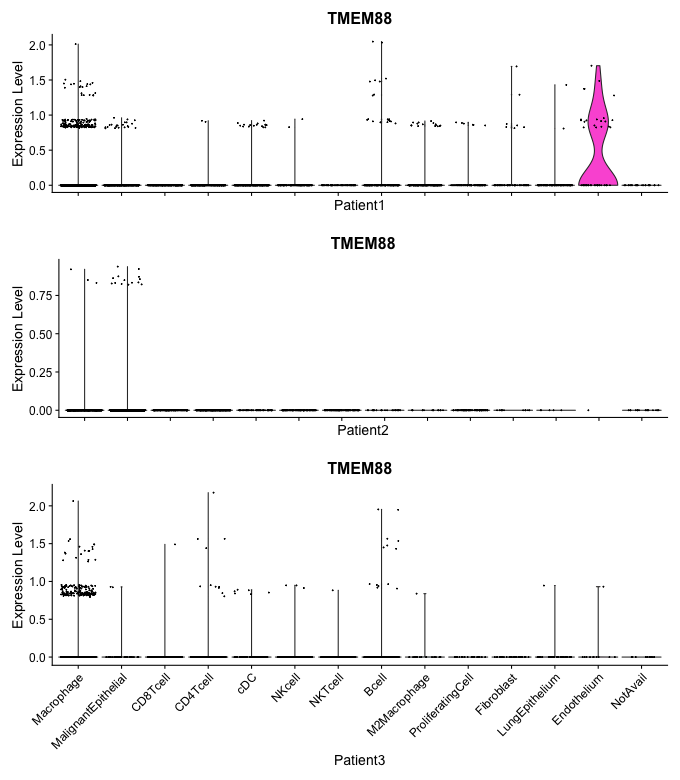 TMEM88
2.0
1.5
1.0
0.5
0.0
Expression Level
Patient1
TMEM88
0.75
0.50
0.25
0.00
Expression Level
Patient2
TMEM88
2.0
1.5
1.0
0.5
0.0
Expression Level
Macrophage
MalignantEpithelial
CD8Tcell
CD4Tcell
cDC
NKcell
NKTcell
Bcell
M2Macrophage
ProliferatingCell
Fibroblast
LungEpithelium
Endothelium
NotAvail
Patient3